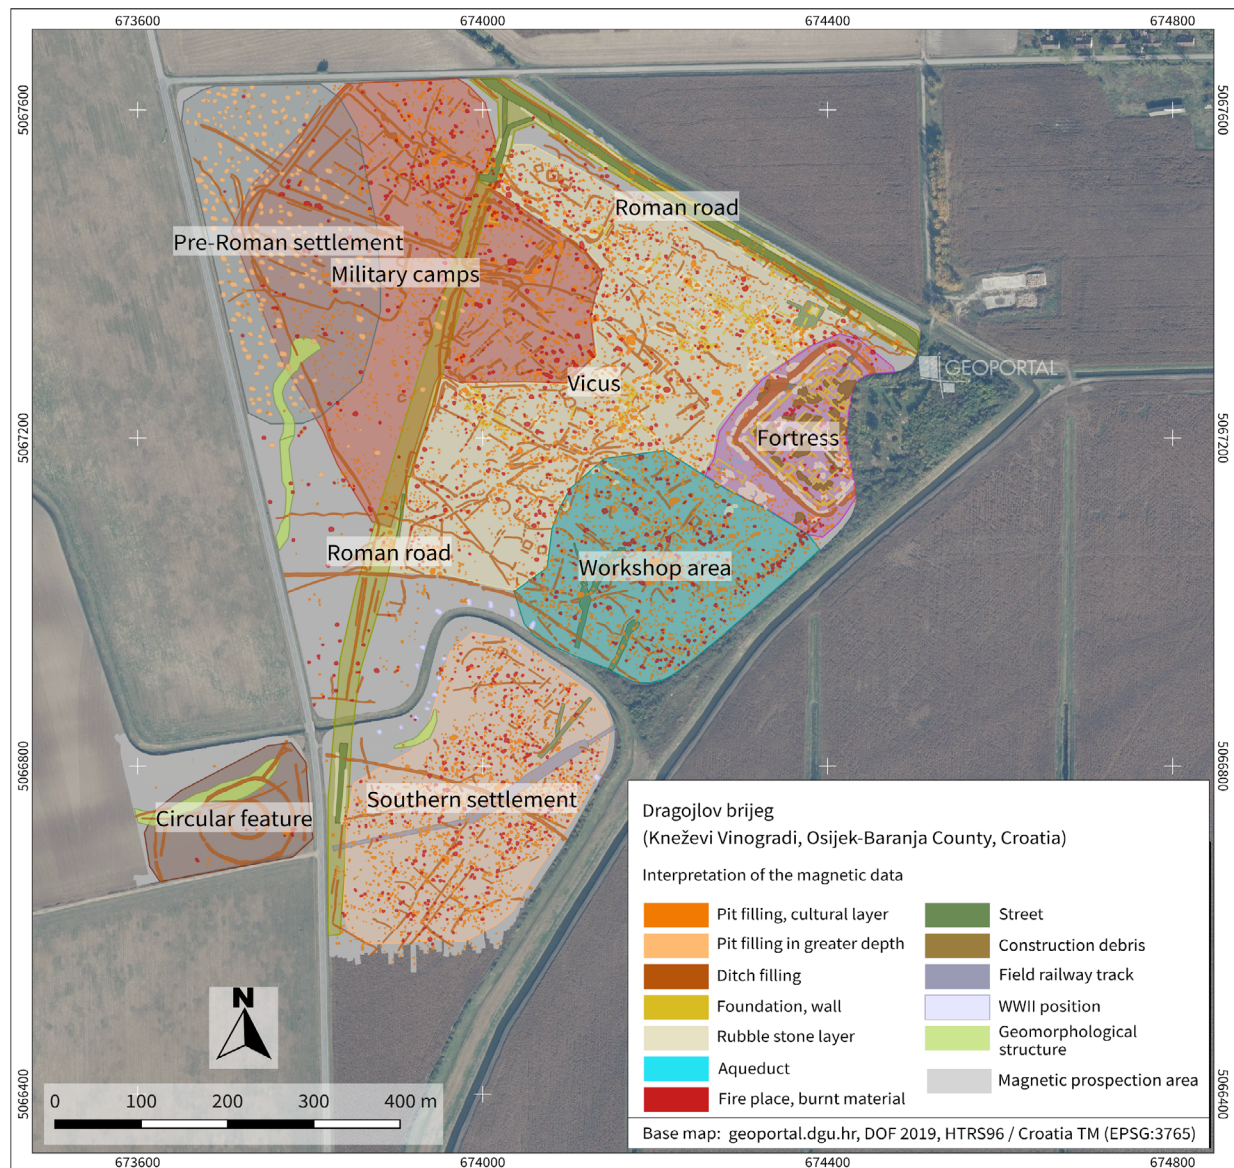 673600 674000 674400 674800
5067600 5067600
Roman road
Pre-Roman settlement
Military camps
GEOPORTAL
Vicus
5067200 5067200
Fortress
Roman road
Workshop area
5066800 5066800
Southern settlement
Circular feature
Dragojlov brijeg
(Kneževi Vinogradi, Osijek-Baranja County, Croatia)
Interpretation of the magnetic data
Pit filling, cultural layer
Pit filling in greater depth
Ditch filling
Foundation, wall
Rubble stone layer
Aqueduct
Fire place, burnt material
Street
Construction debris
Field railway track
WWII position
Geomorphological
structure
Magnetic prospection area
Base map: geoportal.dgu.hr, DOF 2019, HTRS96 / Croatia TM (EPSG:3765)
N
0 100 200 300 400 m
5066400 5066400
673600 674000 674400 674800